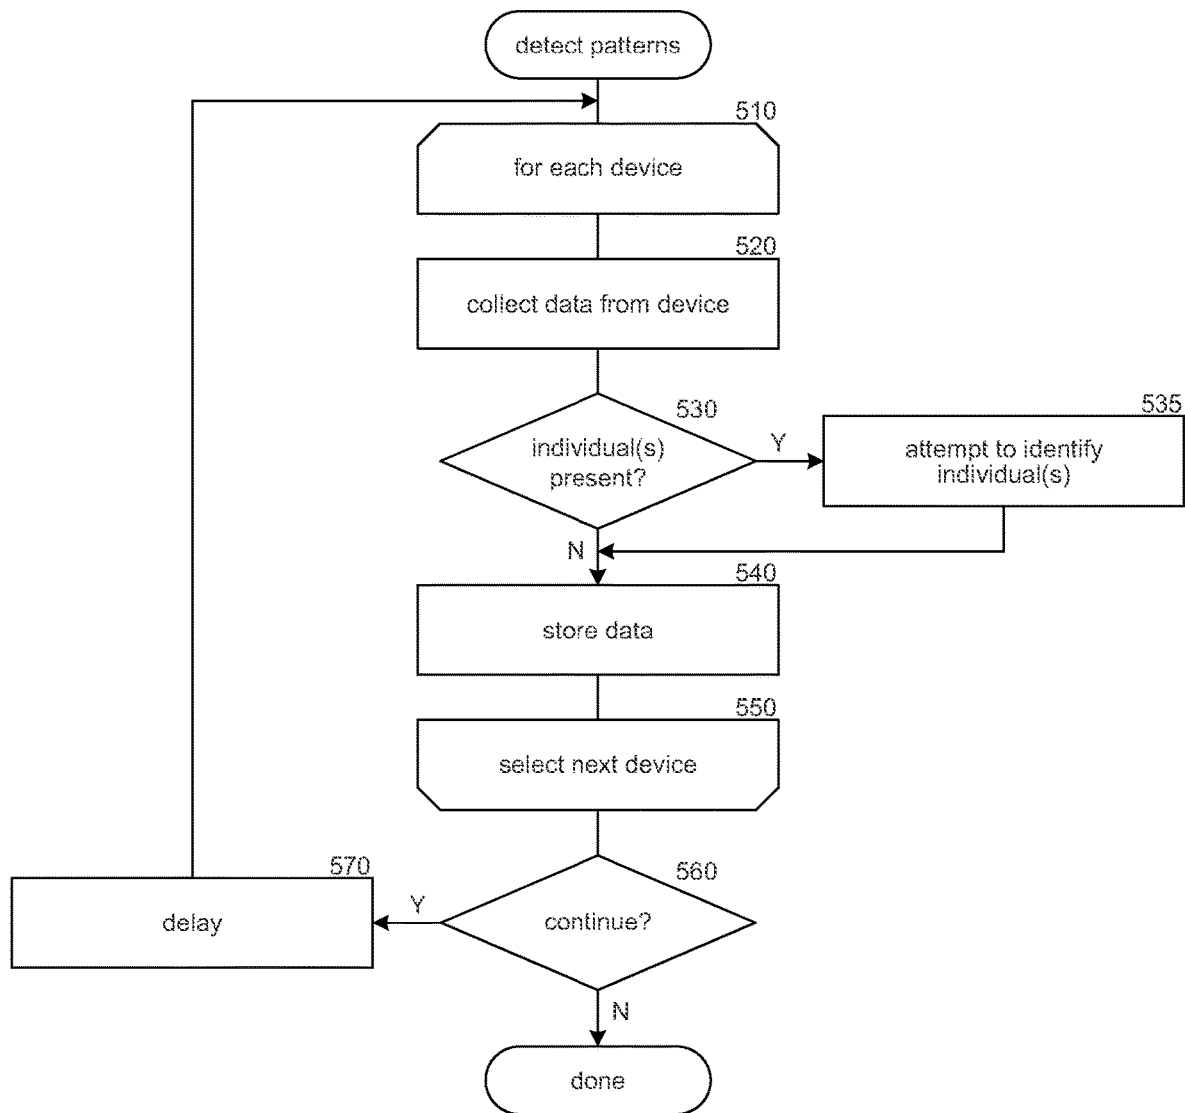 detect patterns
510
for each device
520
collect data from device
530
individual(s)
present?
Y
535
attempt to identify
individual(s)
N
540
store data
550
select next device
560
continue?
Y
570
delay
N
done